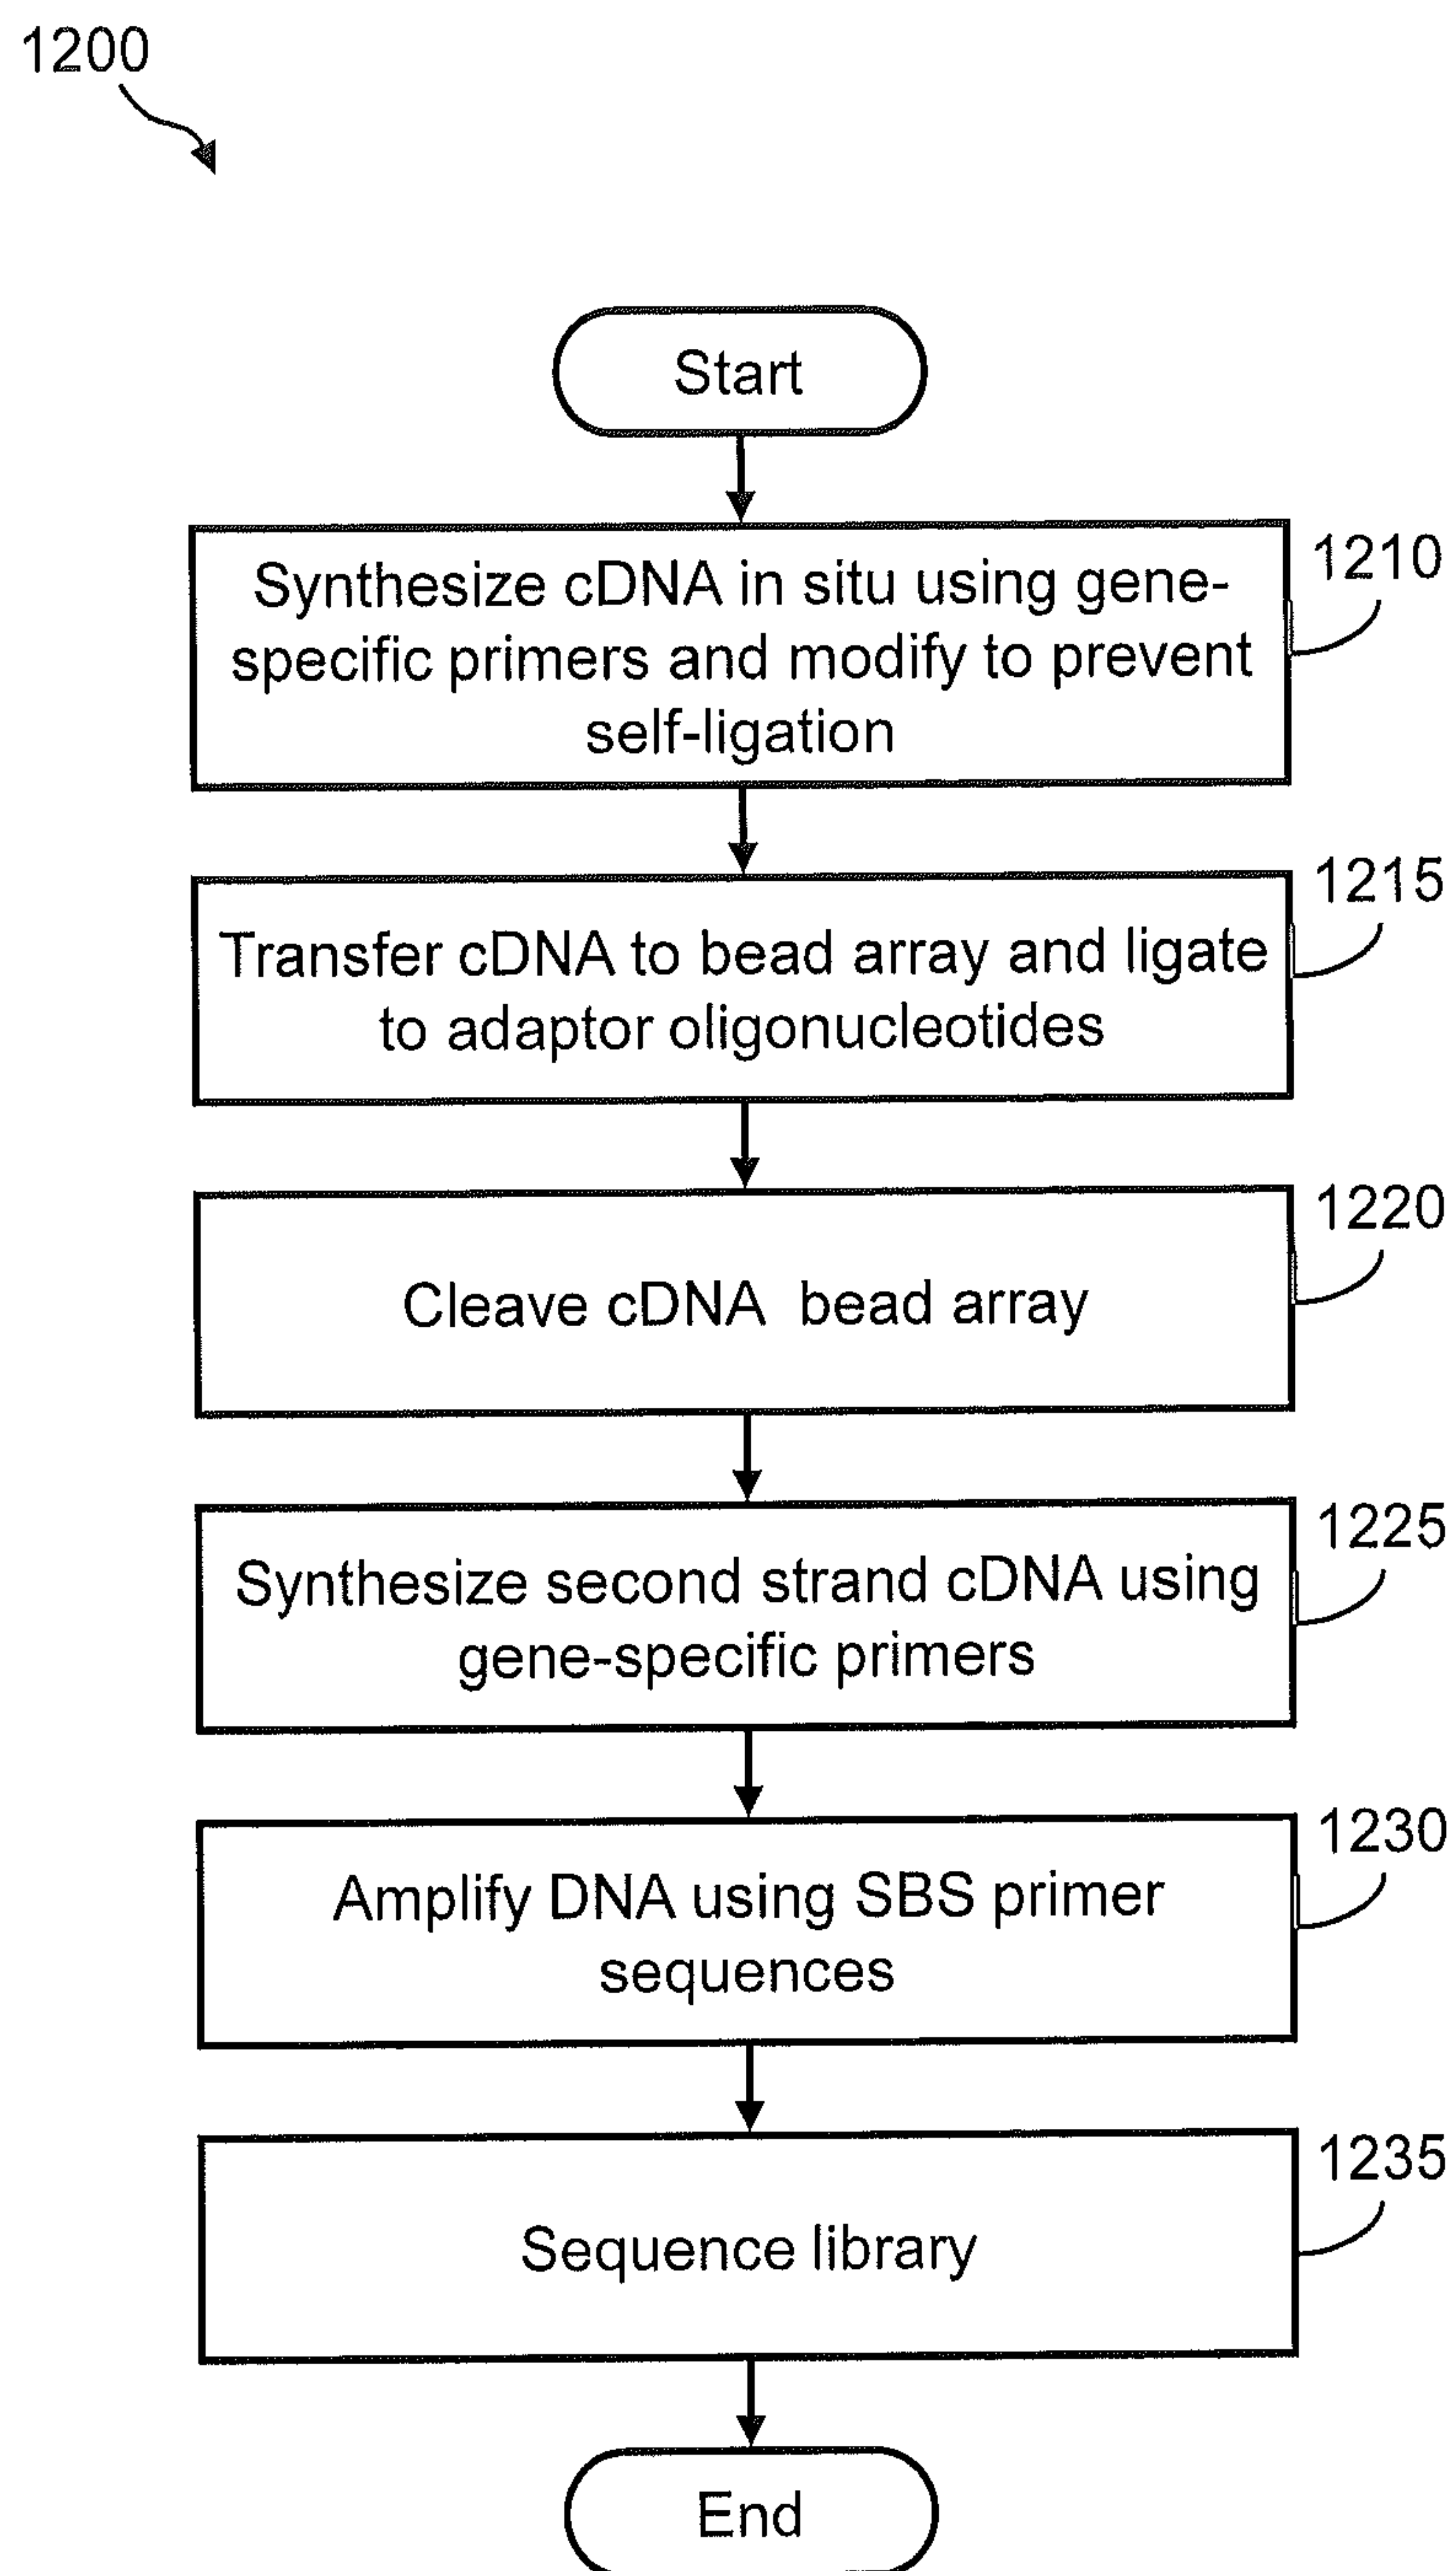 1200
Start
Synthesize cDNA in situ using gene-
specific primers and modify to prevent
self-ligation
1210
Transfer cDNA to bead array and ligate
to adaptor oligonucleotides
1215
Cleave cDNA bead array
1220
Synthesize second strand cDNA using
gene-specific primers
1225
Amplify DNA using SBS primer
sequences
1230
Sequence library
1235
End